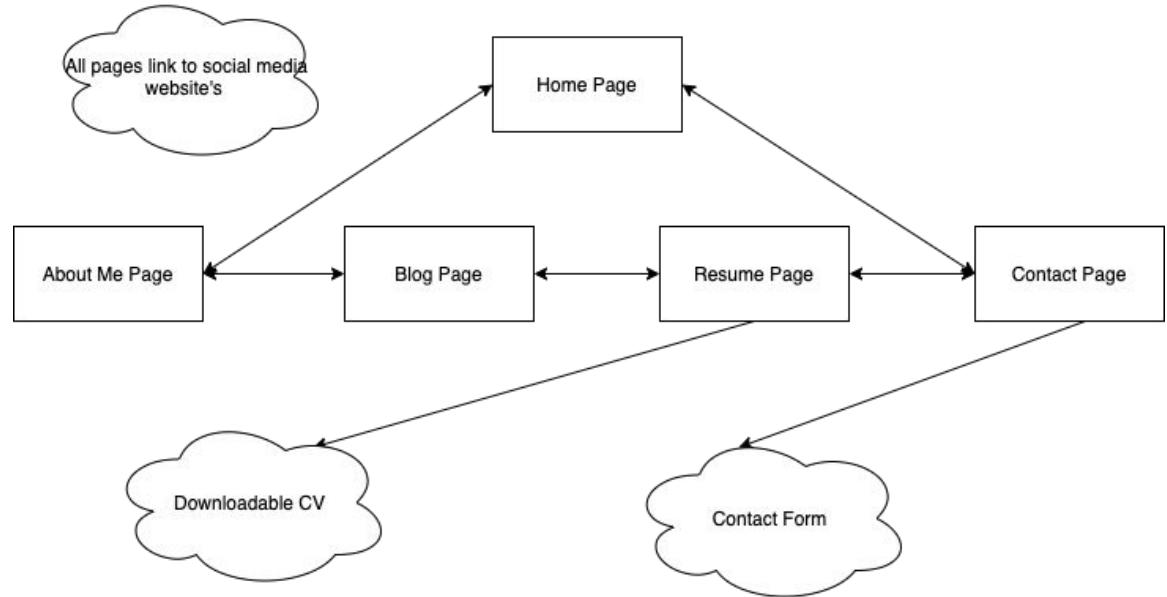 All pages link to social media
website's
Home Page
About Me Page
Blog Page
Resume Page
Contact Page
Downloadable CV
Contact Form